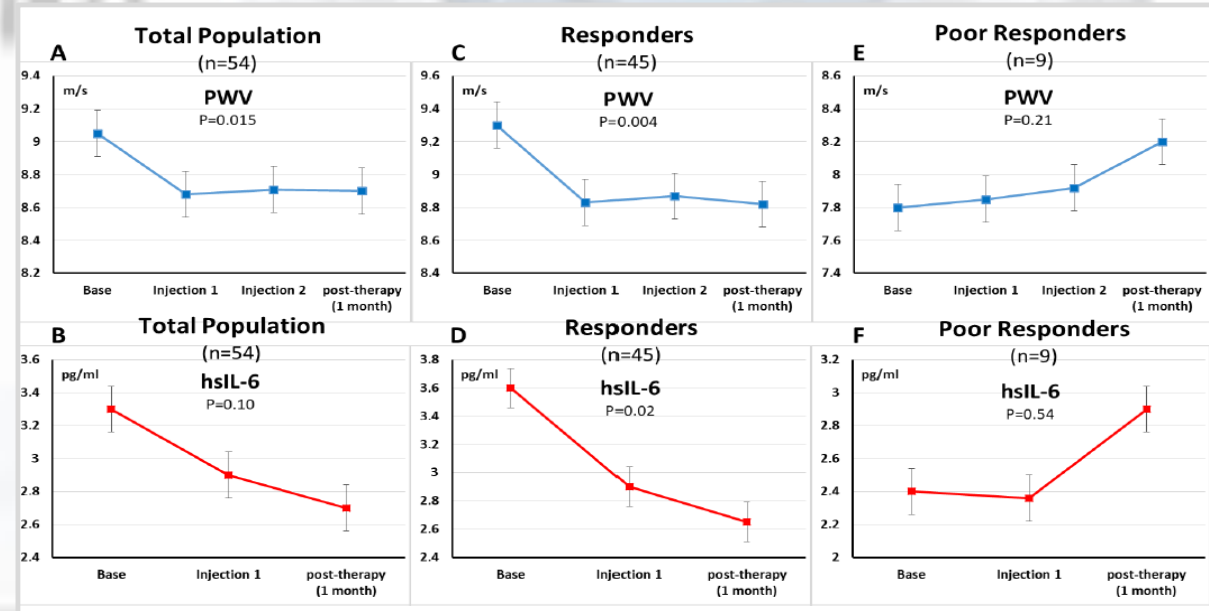 A
Total Population
(n=54)
9.4
9.2
9
8.8
8.6
8.4
8.2
m/s
PWV
P=0.015
Base
Injection 1
Injection 2
post-therapy
(1 month)
C
Responders
(n=45)
9.6
9.4
9.2
9
8.8
8.6
8.4
m/s
PWV
P=0.004
Base
Injection 1
Injection 2
post-therapy
(1 month)
E
Poor Responders
(n=9)
8.6
8.4
8.2
8
7.8
7.6
7.4
m/s
PWV
P=0.21
Base
Injection 1
Injection 2
post-therapy
(1 month)
B
Total Population
(n=54)
3.6
3.4
3.2
3
2.8
2.6
2.4
pg/ml
hsIL-6
P=0.10
Base
Injection 1
post-therapy
(1 month)
D
Responders
(n=45)
3.8
3.6
3.4
3.2
3
2.8
2.6
2.4
pg/ml
hsIL-6
P=0.02
Base
Injection 1
post-therapy
(1 month)
F
Poor Responders
(n=9)
3.2
3
2.8
2.6
2.4
2.2
2
pg/ml
hsIL-6
P=0.54
Base
Injection 1
post-therapy
(1 month)